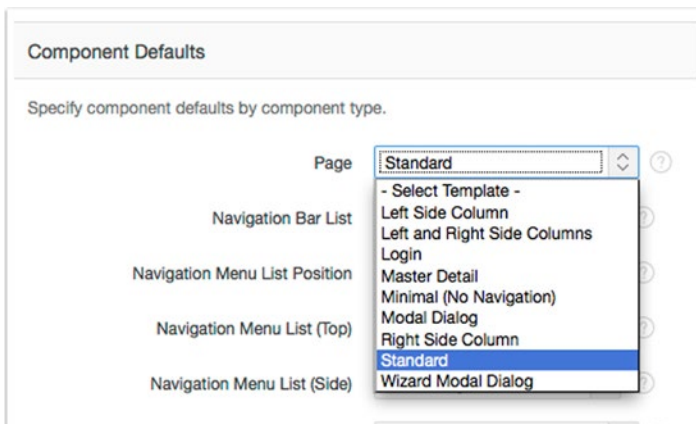 Component Defaults
Specify component defaults by component type.
Page Standard ?
- Select Template -
Navigation Bar List Left Side Column ?
Left and Right Side Columns
Login
Navigation Menu List Position Master Detail ?
Minimal (No Navigation)
Modal Dialog
Navigation Menu List (Top) Right Side Column ?
Standard
Navigation Menu List (Side) Wizard Modal Dialog ?